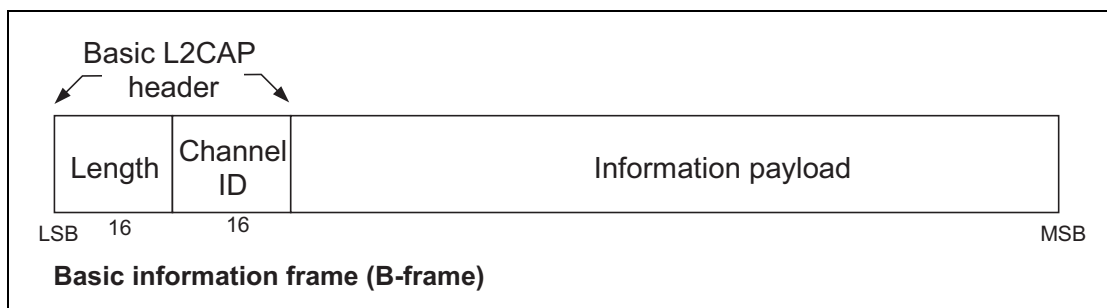 Basic L2CAP
header
Length
Channel
ID
Information payload
LSB
16
16
MSB
Basic information frame (B-frame)